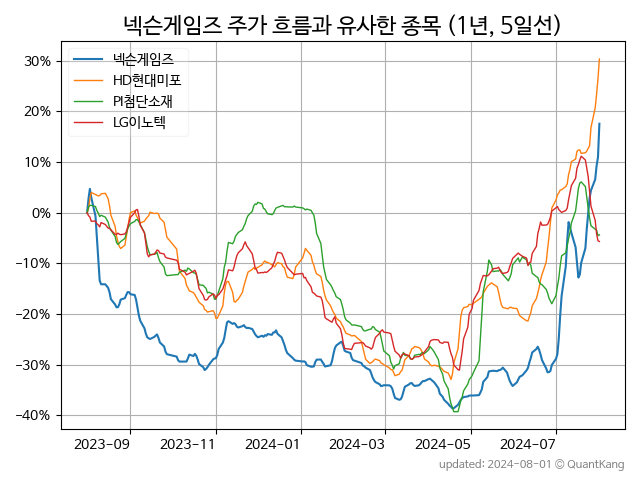 넥슨게임즈 주가 흐름과 유사한 종목 (1년, 5일선)
넥슨게임즈
HD현대미포
PI첨단소재
LG이노텍
30%
20%
10%
0%
−10%
−20%
−30%
−40%
2023−09 2023−11 2024−01 2024−03 2024−05 2024−07
updated: 2024-08-01 © QuantKang